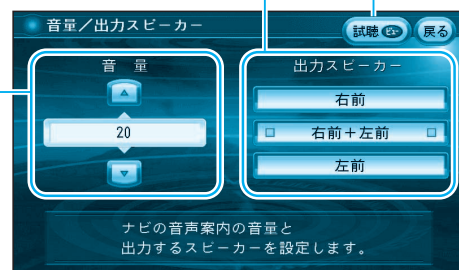 音量／出力スピーカー
試聴
戻る
音 量
20
出力スピーカー
右前
右前＋左前
左前
ナビの音声案内の音量と
出力するスピーカーを設定します。